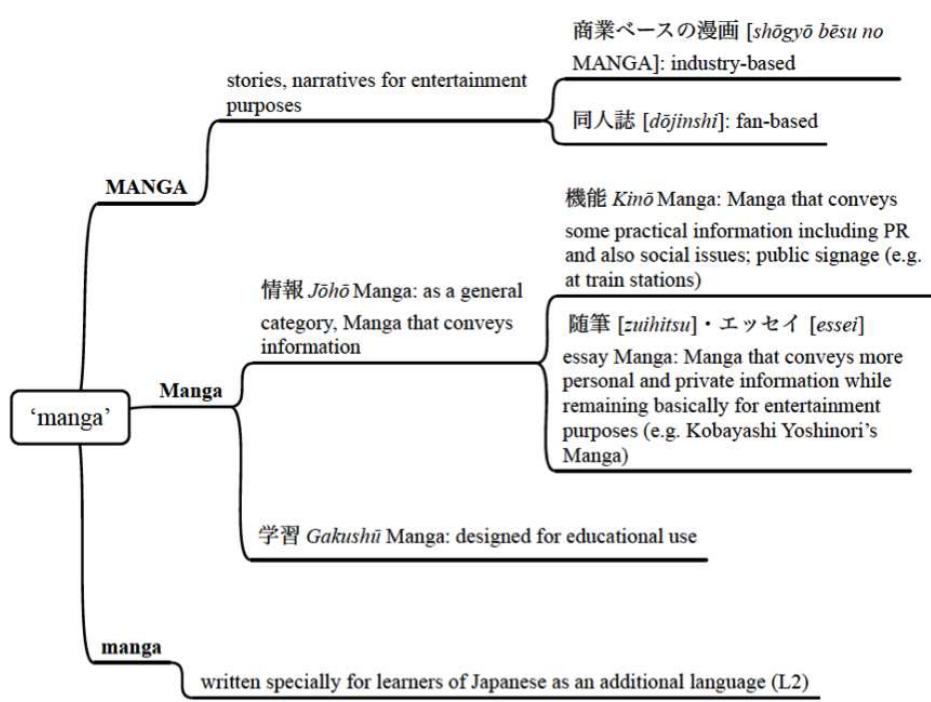 商業ベースの漫画 [shōgyō bēsu no
MANGA]: industry-based
stories, narratives for entertainment
purposes
同人誌 [dōjinshi]: fan-based
MANGA
機能 Kinō Manga: Manga that conveys
some practical information including PR
and also social issues; public signage (e.g.
at train stations)
情報 Jōhō Manga: as a general
category, Manga that conveys
information
随筆 [zuihitsu]・エッセイ [essei]
essay Manga: Manga that conveys more
personal and private information while
remaining basically for entertainment
purposes (e.g. Kobayashi Yoshinori’s
Manga)
Manga
‘manga’
学習 Gakushū Manga: designed for educational use
manga
written specially for learners of Japanese as an additional language (L2)